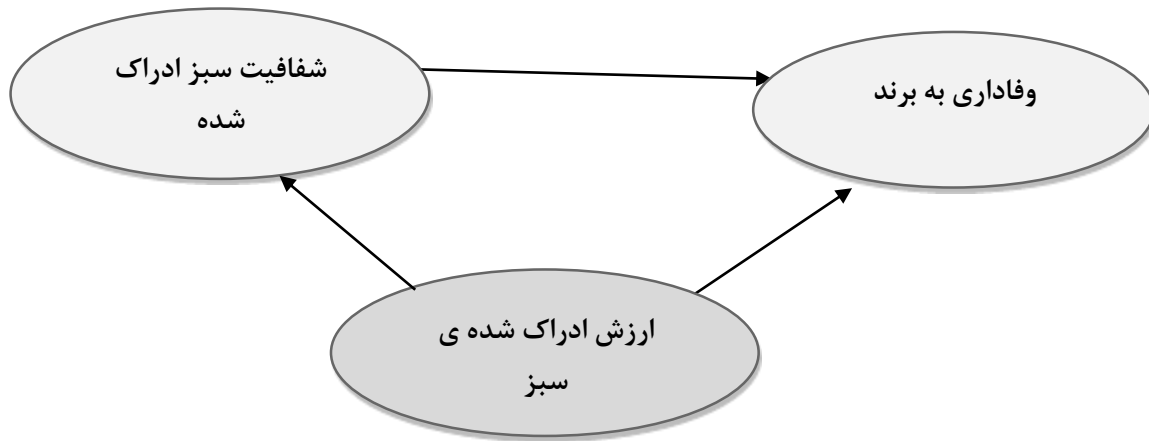 شفافیت سبز ادراک
شده
وفاداری به برند
ارزش ادراک شده ی
سبز